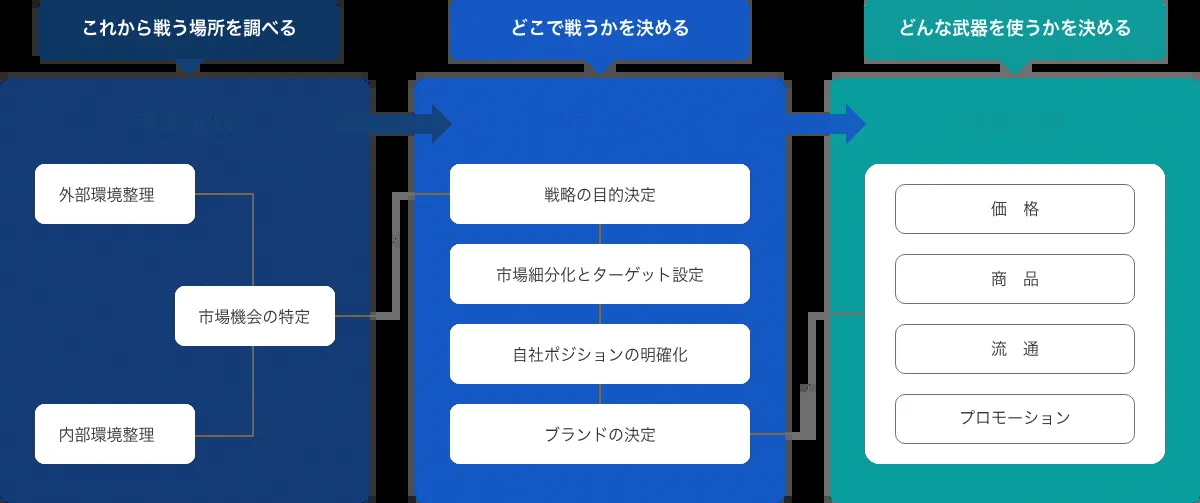 これから戦う場所を調べる
外部環境整理
市場機会の特定
内部環境整理
どこで戦うかを決める
戦略の目的決定
市場細分化とターゲット設定
自社ポジションの明確化
ブランドの決定
どんな武器を使うかを決める
価　格
商　品
流　通
プロモーション